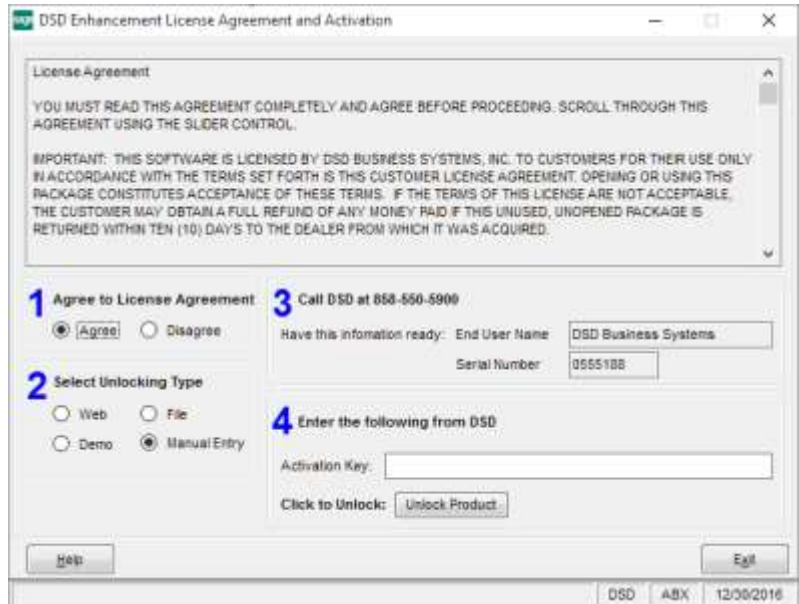 sage DSD Enhancement License Agreement and Activation
License Agreement
YOU MUST READ THIS AGREEMENT COMPLETELY AND AGREE BEFORE PROCEEDING. SCROLL THROUGH THIS
AGREEMENT USING THE SLIDER CONTROL.
IMPORTANT: THIS SOFTWARE IS LICENSED BY DSD BUSINESS SYSTEMS, INC. TO CUSTOMERS FOR THEIR USE ONLY
IN ACCORDANCE WITH THE TERMS SET FORTH IS THIS CUSTOMER LICENSE AGREEMENT. OPENING OR USING THIS
PACKAGE CONSTITUTES ACCEPTANCE OF THESE TERMS. IF THE TERMS OF THIS LICENSE ARE NOT ACCEPTABLE,
THE CUSTOMER MAY OBTAIN A FULL REFUND OF ANY MONEY PAID IF THIS UNUSED, UNOPENED PACKAGE IS
RETURNED WITHIN TEN (10) DAYS TO THE DEALER FROM WHICH IT WAS ACQUIRED.
1 Agree to License Agreement
Agree Disagree
2 Select Unlocking Type
Web File
Demo Manual Entry
3 Call DSD at 858-550-5900
Have this infomation ready: End User Name DSD Business Systems
Serial Number 0555188
4 Enter the following from DSD
Activation Key:
Click to Unlock: Unlock Product
Help Exit
DSD ABX 12/30/2016